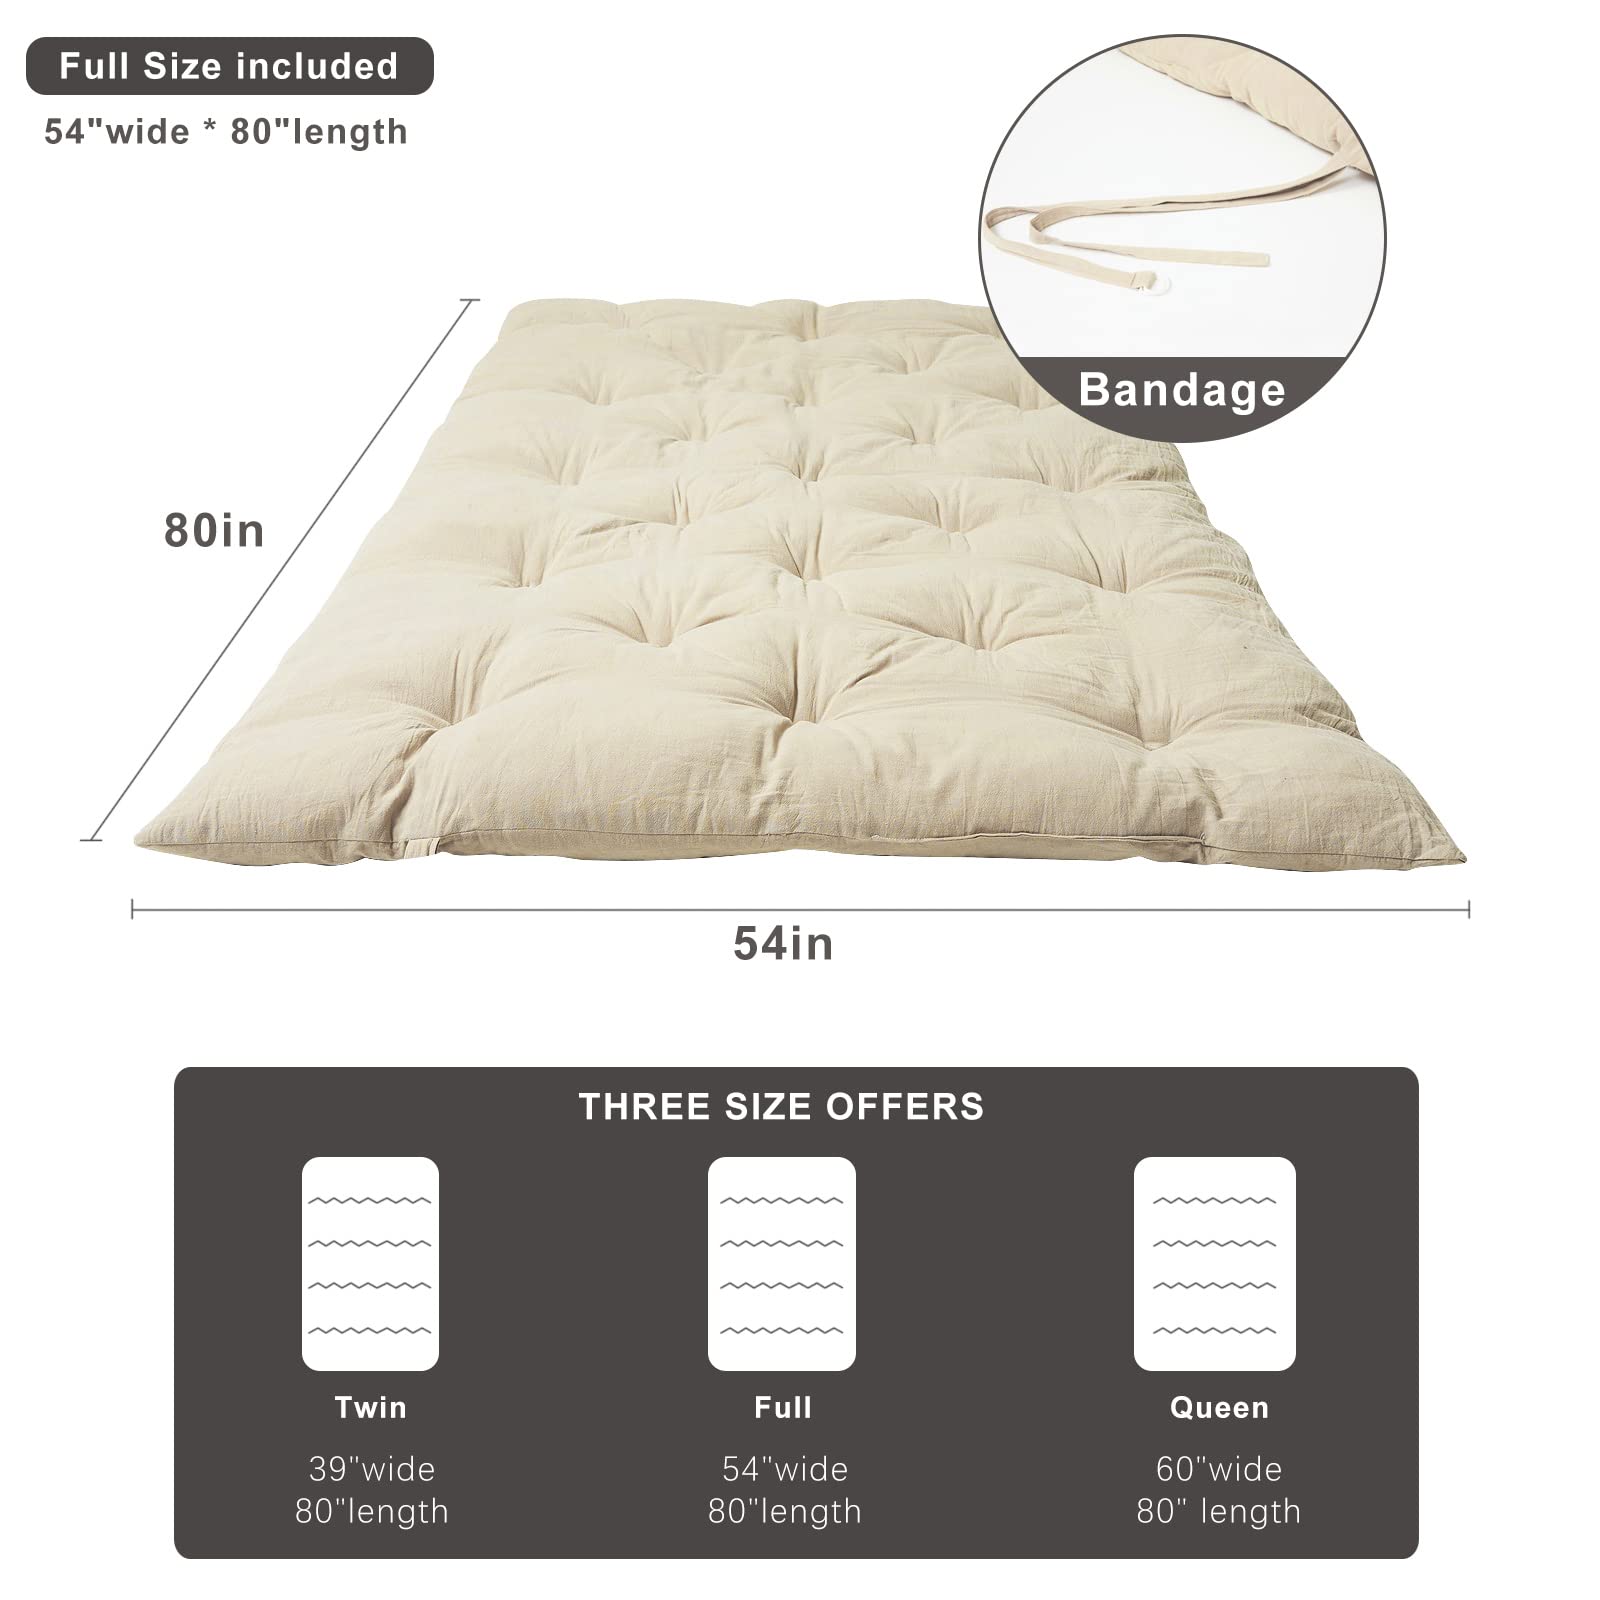 Full Size included
54"wide * 80"length
Bandage
80in
54in
THREE SIZE OFFERS
Twin
39"wide
80"length
Full
54"wide
80"length
Queen
60"wide
80" length